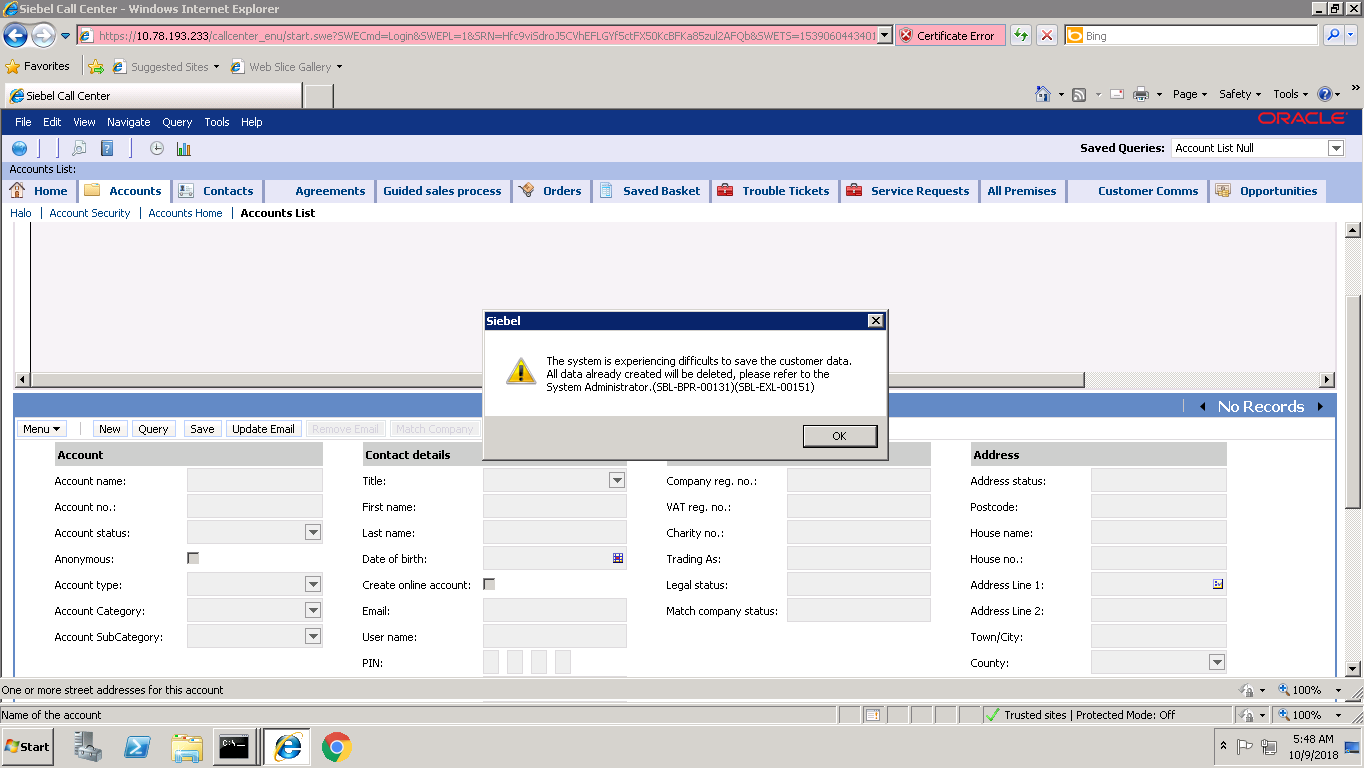 Siebel Call Center - Windows Internet Explorer
https://10.78.193.233/callcenter_enu/start.swe?SWECmd=Login&SWEPL=1&SRN=Hfc9viSdroJ5CVhEFLGYf5ctFX50KcBFKa85zul2AFQb&SWETS=1539060443401 Certificate Error Bing
Favorites Suggested Sites Web Slice Gallery
Siebel Call Center Page Safety Tools
File Edit View Navigate Query Tools Help ORACLE
Saved Queries: Account List Null
Accounts List:
Home Accounts Contacts Agreements Guided sales process Orders Saved Basket Trouble Tickets Service Requests All Premises Customer Comms Opportunities
Halo Account Security Accounts Home Accounts List
Siebel
The system is experiencing difficults to save the customer data.
All data already created will be deleted, please refer to the
System Administrator.(SBL-BPR-00131)(SBL-EXL-00151)
OK
No Records
Menu New Query Save Update Email Remove Email Match Company
Account Contact details Address
Account name: Title: Company reg. no.: Address status:
Account no.: First name: VAT reg. no.: Postcode:
Account status: Last name: Charity no.: House name:
Anonymous: Date of birth: Trading As: House no.:
Account type: Create online account: Legal status: Address Line 1:
Account Category: Email: Match company status: Address Line 2:
Account SubCategory: User name: Town/City:
PIN: County:
One or more street addresses for this account 100%
Name of the account Trusted sites | Protected Mode: Off 100%
Start C:\. 5:48 AM
10/9/2018